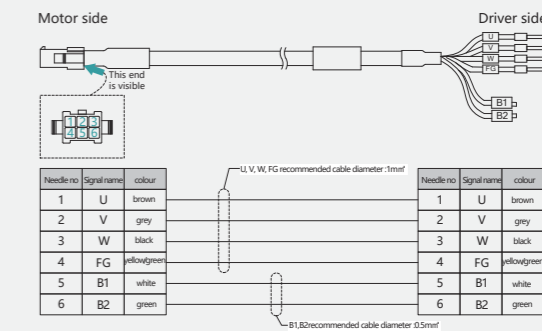 Motor side
Driver side
U
V
W
FG
This end
is visible
B1
B2
1 2 3
4 5 6
U, V, W, FG recommended cable diameter :1mm²
Needle no Signal name colour
1 U brown
2 V grey
3 W black
4 FG yellow/green
5 B1 white
6 B2 green
Needle no Signal name colour
1 U brown
2 V grey
3 W black
4 FG yellow/green
5 B1 white
6 B2 green
B1,B2recommended cable diameter :0.5mm²